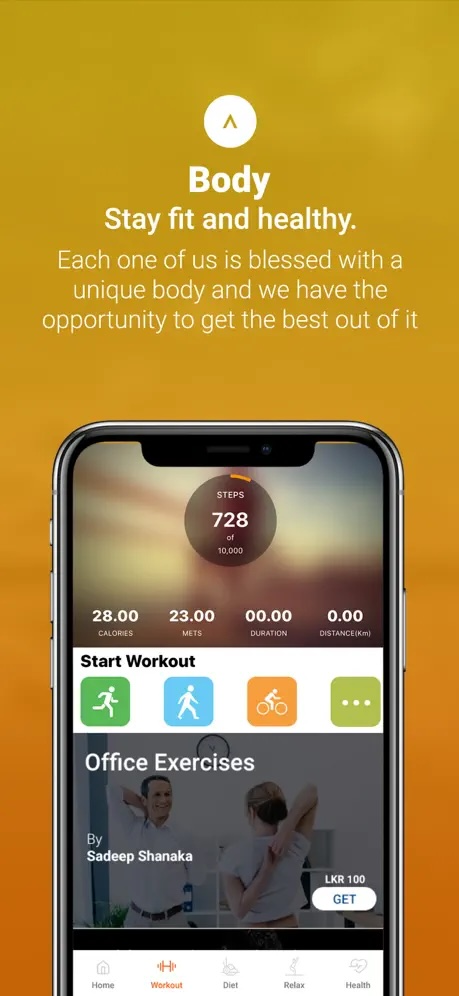 Body
Stay fit and healthy.
Each one of us is blessed with a
unique body and we have the
opportunity to get the best out of it
STEPS
728
of
10,000
28.00 23.00 00.00 0.00
CALORIES METS DURATION DISTANCE(Km)
Start Workout
Office Exercises
By
Sadeep Shanaka
LKR 100
GET
Home Workout Diet Relax Health